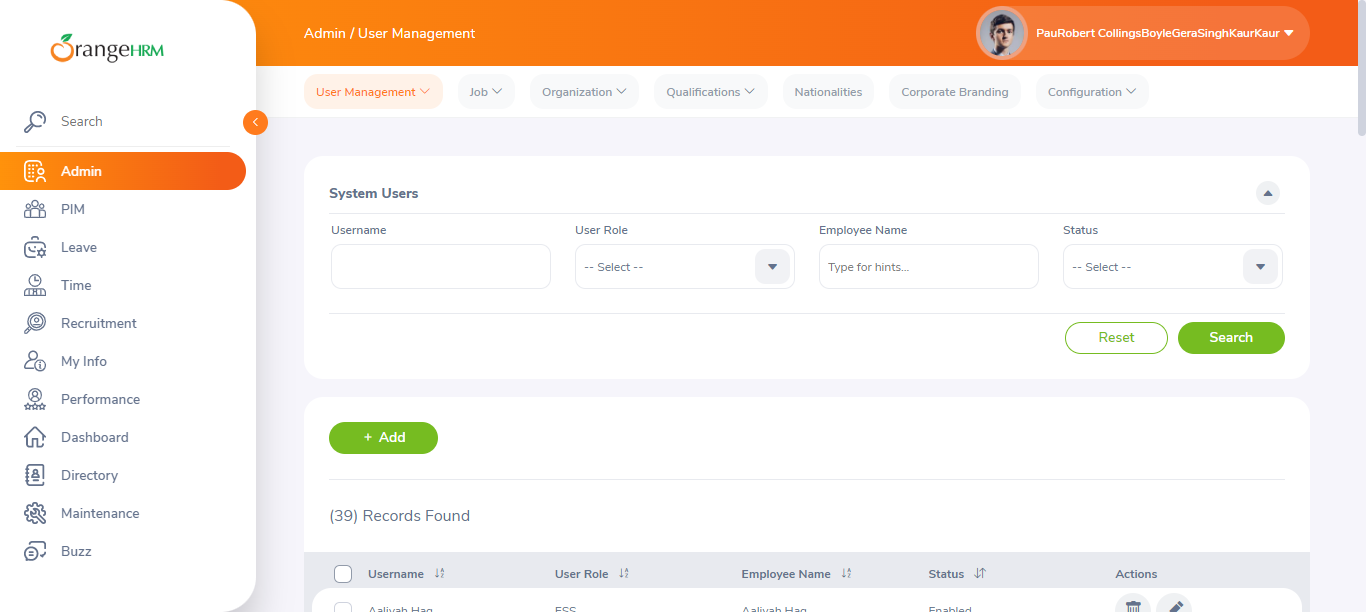 OrangeHRM
Admin / User Management
PauRobert CollingsBoyleGeraSinghKaurKaur
User Management
Job
Organization
Qualifications
Nationalities
Corporate Branding
Configuration
Search
Admin
PIM
Leave
Time
Recruitment
My Info
Performance
Dashboard
Directory
Maintenance
Buzz
System Users
Username
User Role
Employee Name
Status
-- Select --
Type for hints...
-- Select --
Reset
Search
+ Add
(39) Records Found
Username
User Role
Employee Name
Status
Actions
Aaliyah Haq
ESS
Aaliyah Haq
Enabled